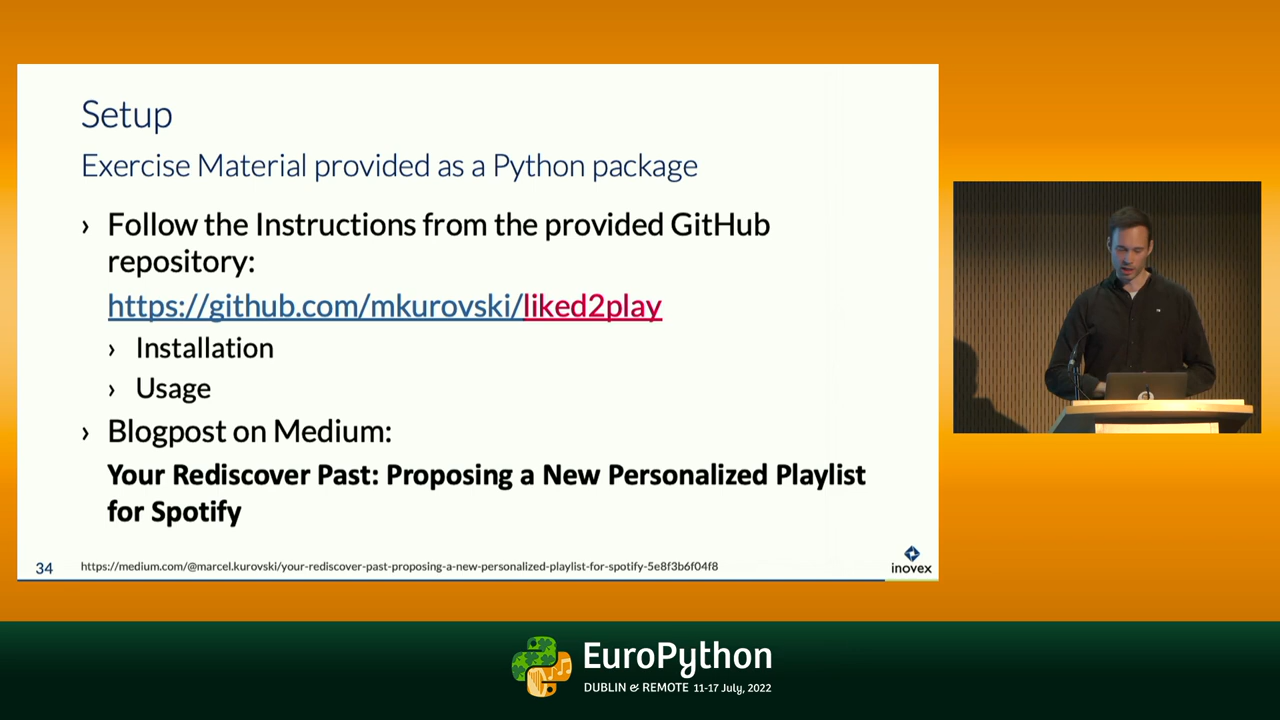 Setup
Exercise Material provided as a Python package
› Follow the Instructions from the provided GitHub
repository:
https://github.com/mkurovski/liked2play
› Installation
› Usage
› Blogpost on Medium:
Your Rediscover Past: Proposing a New Personalized Playlist
for Spotify
34
https://medium.com/@marcel.kurovski/your-rediscover-past-proposing-a-new-personalized-playlist-for-spotify-5e8f3b6f04f8
inovex
EuroPython
DUBLIN & REMOTE 11-17 July, 2022